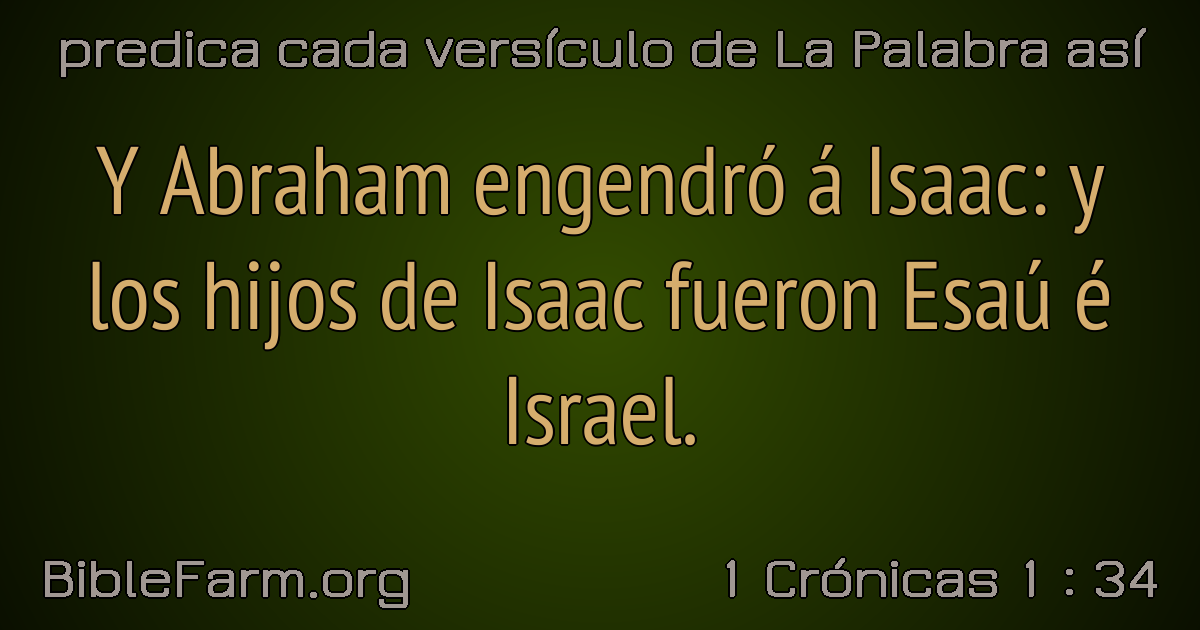 predica cada versículo de La Palabra así
Y Abraham engendró á Isaac: y
los hijos de Isaac fueron Esaú é
Israel.
BibleFarm.org
1 Crónicas 1 : 34